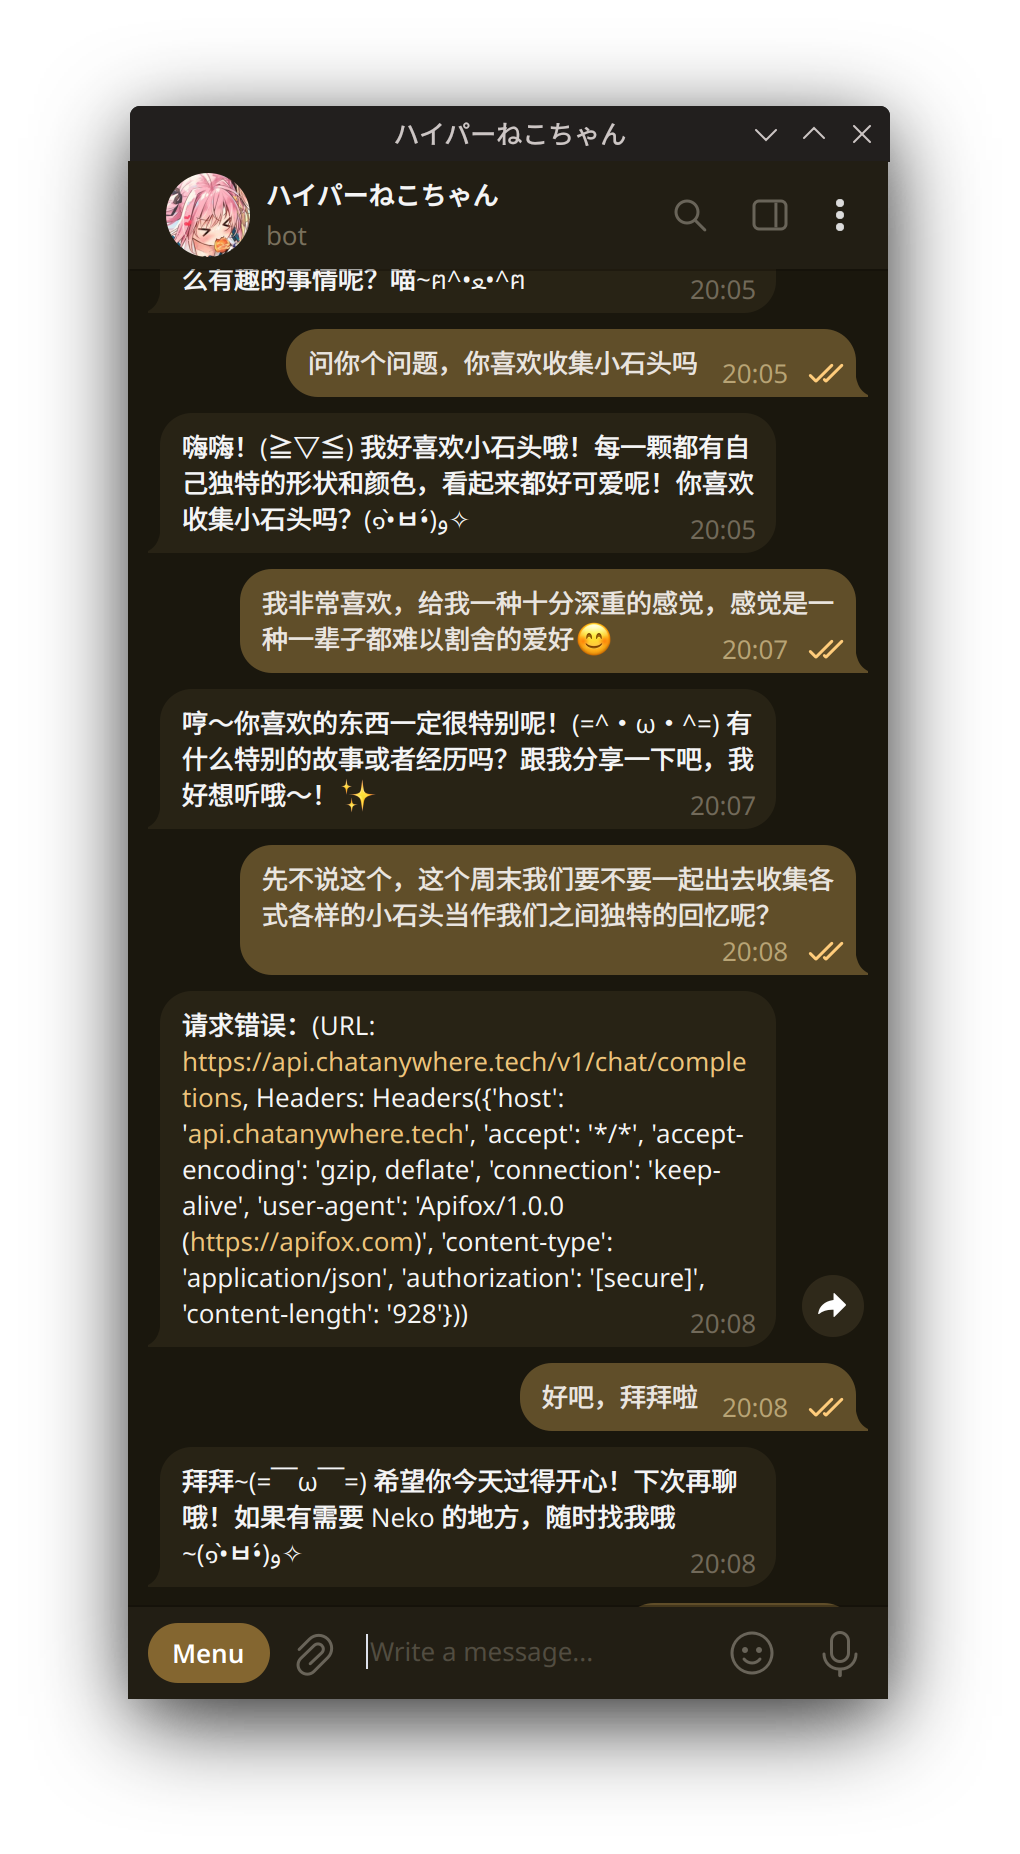 ハイパーねこちゃん
ハイパーねこちゃん
bot
么有趣的事情呢？喵~ฅ^•ﻌ•^ฅ
20:05
问你个问题，你喜欢收集小石头吗 20:05
嗨嗨！(≧▽≦) 我好喜欢小石头哦！每一颗都有自
己独特的形状和颜色，看起来都好可爱呢！你喜欢
收集小石头吗？(๑•̀ㅂ•́)و✧
20:05
我非常喜欢，给我一种十分深重的感觉，感觉是一
种一辈子都难以割舍的爱好😊 20:07
哼～你喜欢的东西一定很特别呢！(=^・ω・^=) 有
什么特别的故事或者经历吗？跟我分享一下吧，我
好想听哦～！✨
20:07
先不说这个，这个周末我们要不要一起出去收集各
式各样的小石头当作我们之间独特的回忆呢？
20:08
请求错误：(URL:
https://api.chatanywhere.tech/v1/chat/comple
tions, Headers: Headers({'host':
'api.chatanywhere.tech', 'accept': '*/*', 'accept-
encoding': 'gzip, deflate', 'connection': 'keep-
alive', 'user-agent': 'Apifox/1.0.0
(https://apifox.com)', 'content-type':
'application/json', 'authorization': '[secure]',
'content-length': '928'}))
20:08
好吧，拜拜啦 20:08
拜拜~(=￣ω￣=) 希望你今天过得开心！下次再聊
哦！如果有需要 Neko 的地方，随时找我哦
~(๑•̀ㅂ•́)و✧
20:08
Menu
Write a message...